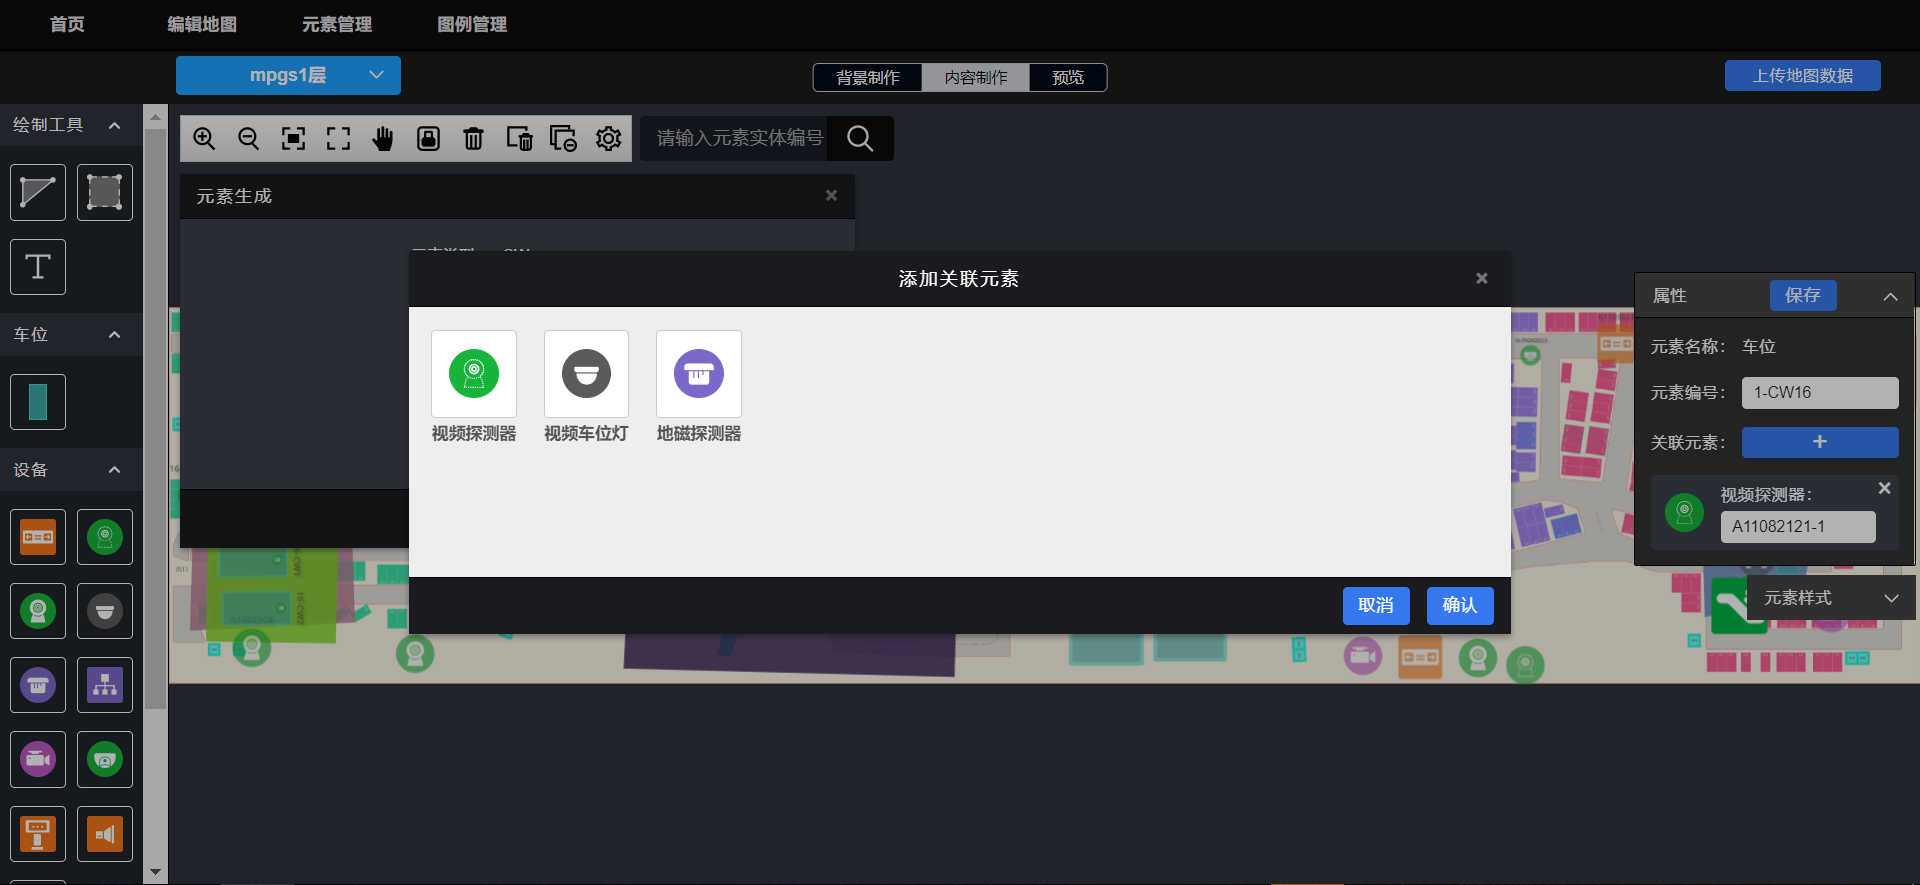 首页 编辑地图 元素管理 图例管理
mpgs1层
背景制作 内容制作 预览
上传地图数据
绘制工具
请输入元素实体编号
元素生成
添加关联元素
属性 保存
车位
元素名称： 车位
元素编号： 1-CW16
关联元素： +
视频探测器 视频车位灯 地磁探测器
设备
视频探测器：
A11082121-1
16-CW1
16-CW2
取消 确认
元素样式